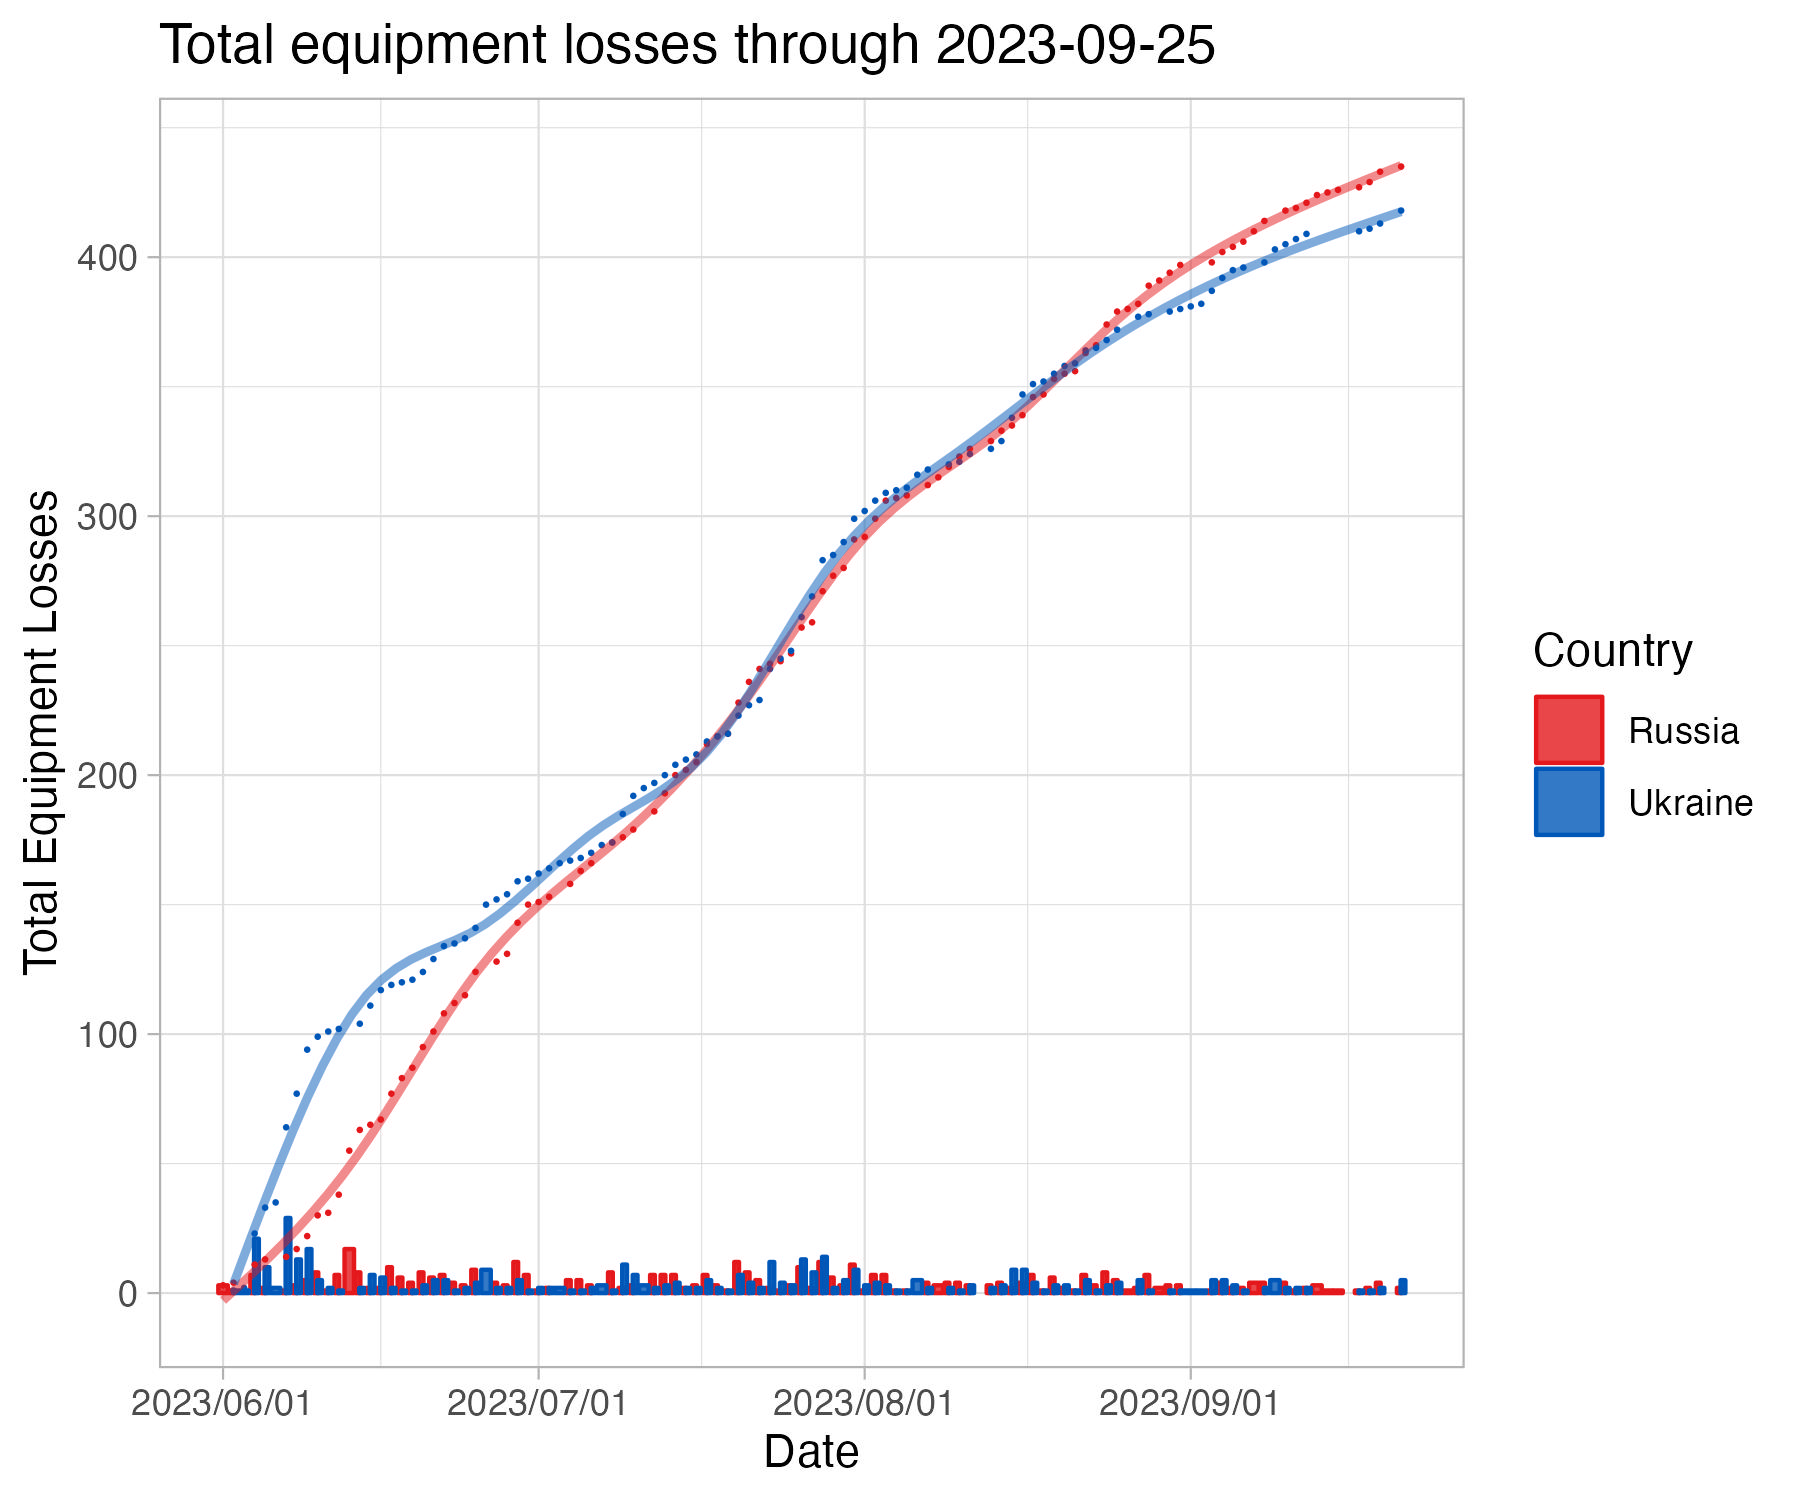 Total equipment losses through 2023-09-25
Total Equipment Losses
400
300
200
100
0
2023/06/01
2023/07/01
2023/08/01
2023/09/01
Date
Country
Russia
Ukraine